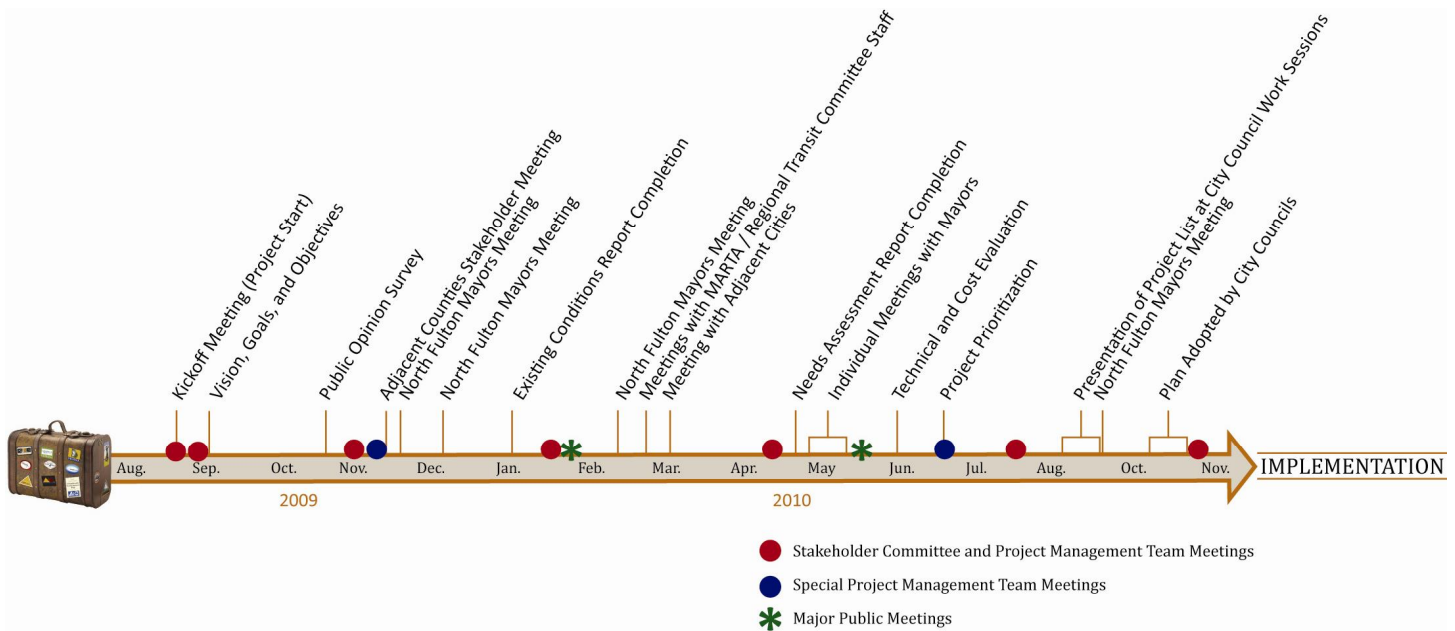 Kickoff Meeting (Project Start)
Vision, Goals, and Objectives
Public Opinion Survey
Adjacent Counties Stakeholder Meeting
North Fulton Mayors Meeting
North Fulton Mayors Meeting
Existing Conditions Report Completion
North Fulton Mayors Meeting
Meetings with MARTA / Regional Transit Committee Staff
Meeting with Adjacent Cities
Needs Assessment Report Completion
Individual Meetings with Mayors
Technical and Cost Evaluation
Project Prioritization
Presentation of Project List at City Council Work Sessions
North Fulton Mayors Meeting
Plan Adopted by City Councils
Aug. Sep. Oct. Nov. Dec. Jan. Feb. Mar. Apr. May Jun. Jul. Aug. Oct. Nov.
IMPLEMENTATION
2009 2010
Stakeholder Committee and Project Management Team Meetings
Special Project Management Team Meetings
Major Public Meetings